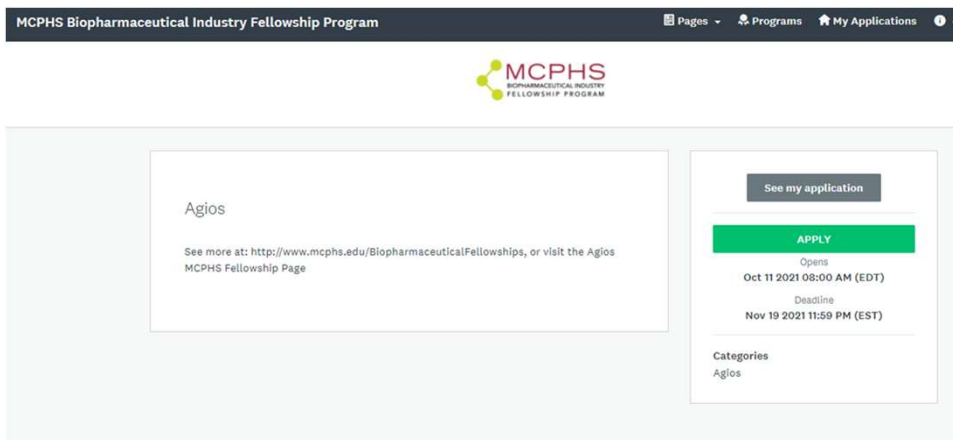 MCPHS Biopharmaceutical Industry Fellowship Program
Pages
Programs
My Applications
MCPHS
BIOPHARMACEUTICAL INDUSTRY
FELLOWSHIP PROGRAM
Agios
See more at: http://www.mcphs.edu/BiopharmaceuticalFellowships, or visit the Agios
MCPHS Fellowship Page
See my application
APPLY
Opens
Oct 11 2021 08:00 AM (EDT)
Deadline
Nov 19 2021 11:59 PM (EST)
Categories
Agios